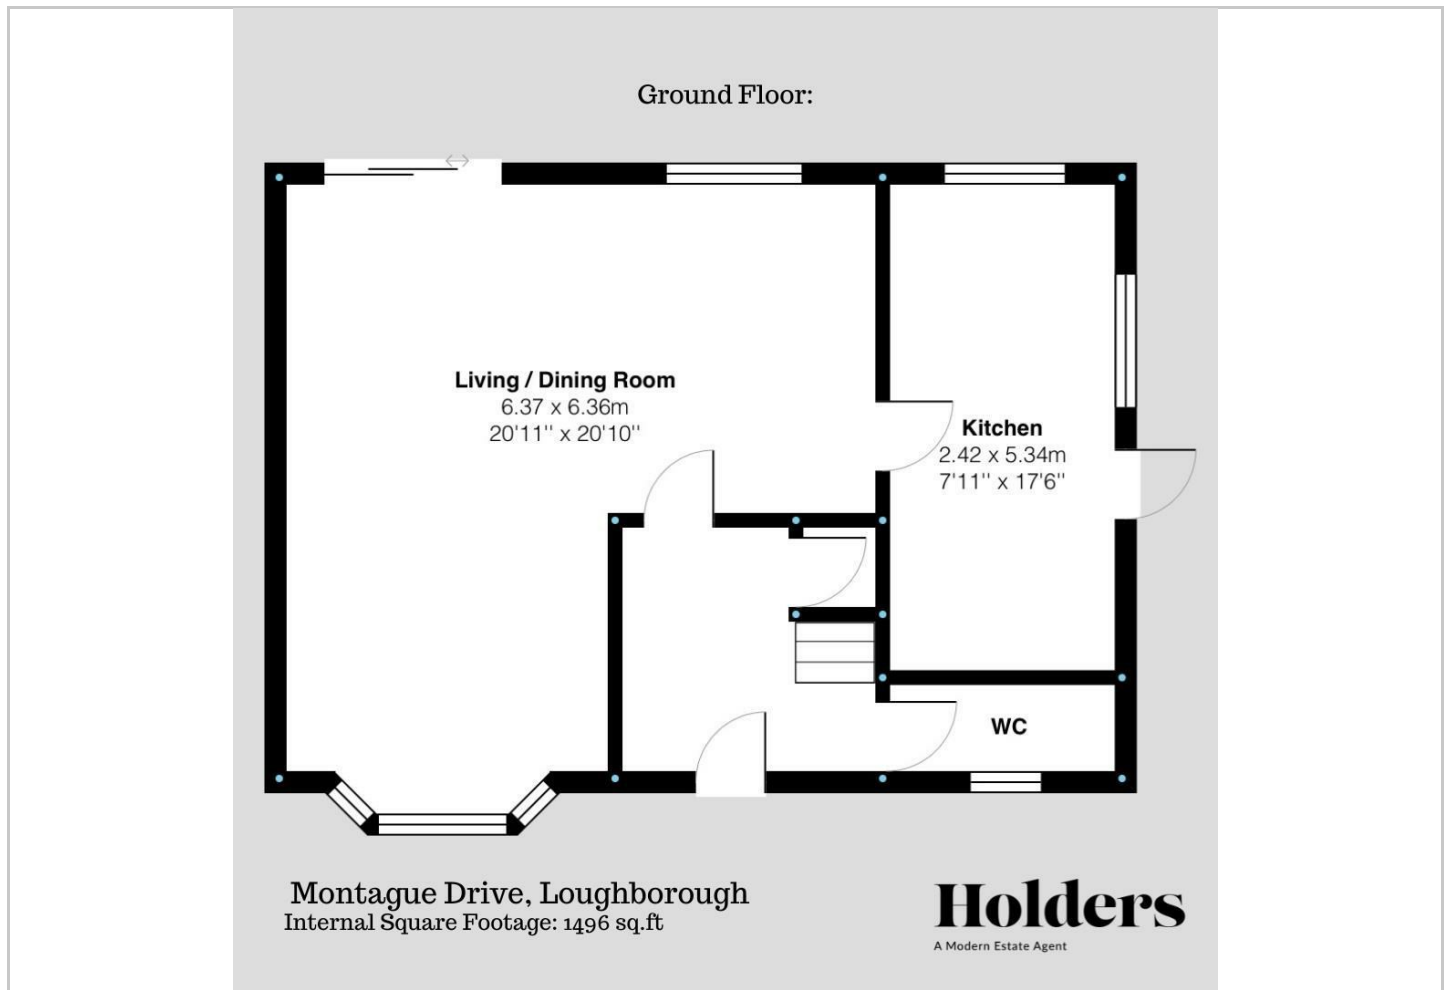 Ground Floor:
Living / Dining Room
6.37 x 6.36m
20'11'' x 20'10''
Kitchen
2.42 x 5.34m
7'11'' x 17'6''
WC
Montague Drive, Loughborough
Internal Square Footage: 1496 sq.ft
Holders
A Modern Estate Agent